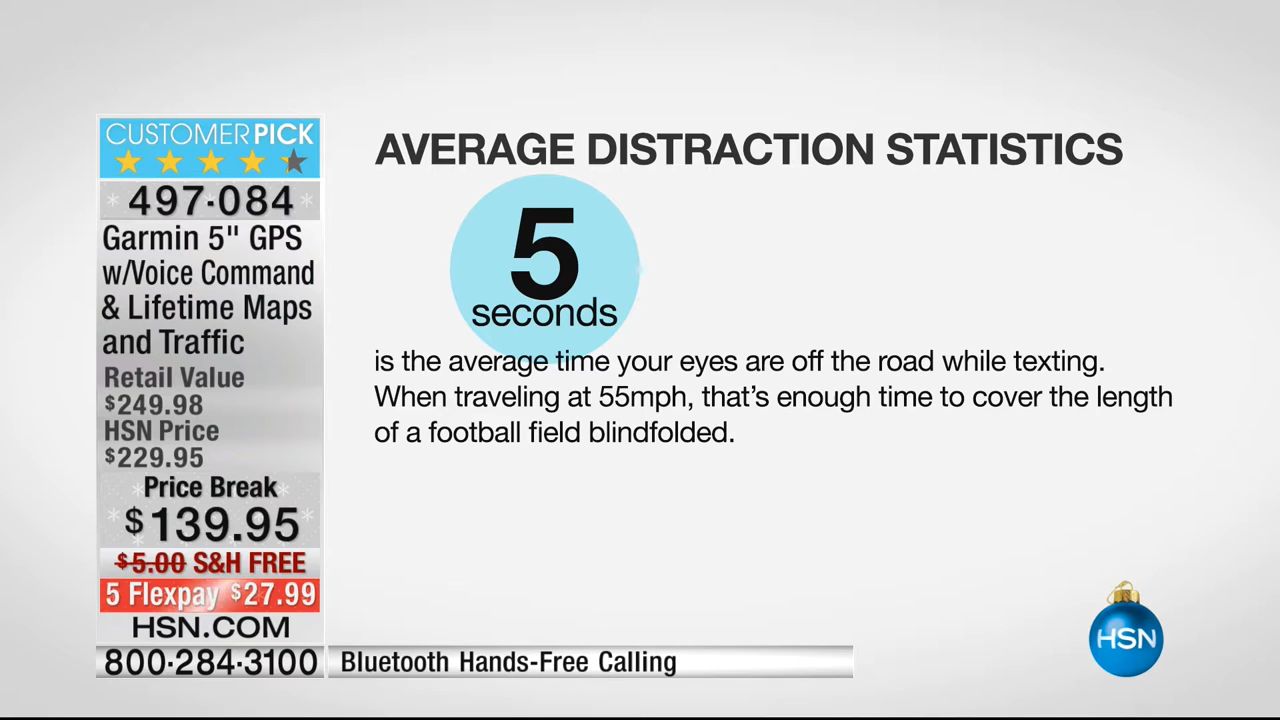 CUSTOMERPICK
497·084
Garmin 5" GPS
w/Voice Command
& Lifetime Maps
and Traffic
Retail Value
$249.98
HSN Price
$229.95
Price Break
$139.95
$5.00 S&H FREE
5 Flexpay $27.99
HSN.COM
800·284·3100
AVERAGE DISTRACTION STATISTICS
5
seconds
is the average time your eyes are off the road while texting.
When traveling at 55mph, that's enough time to cover the length
of a football field blindfolded.
Bluetooth Hands-Free Calling
HSN